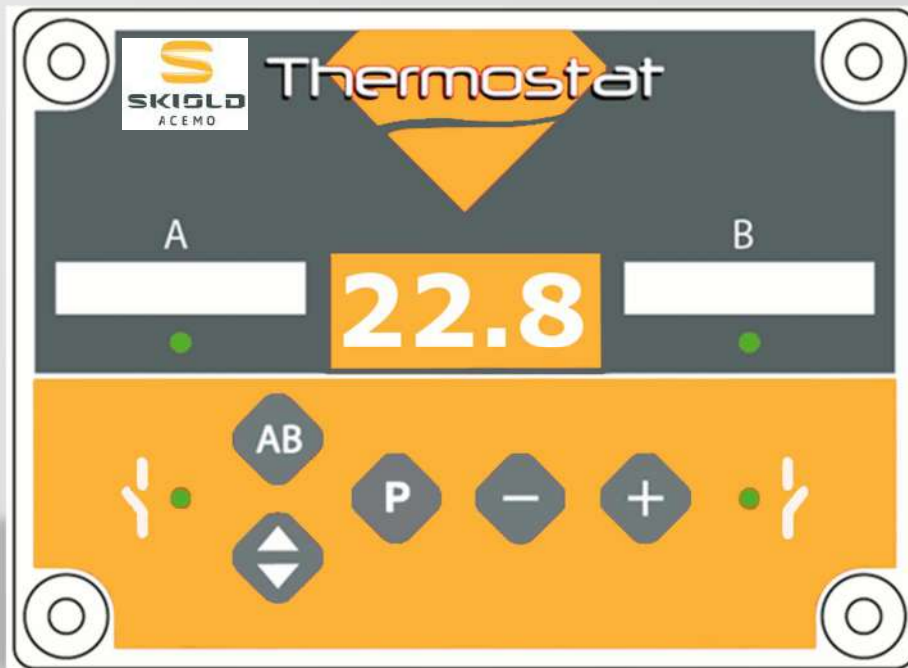 SKIOLD
ACEMO
Thermostat
A
B
22.8
AB
P
− +